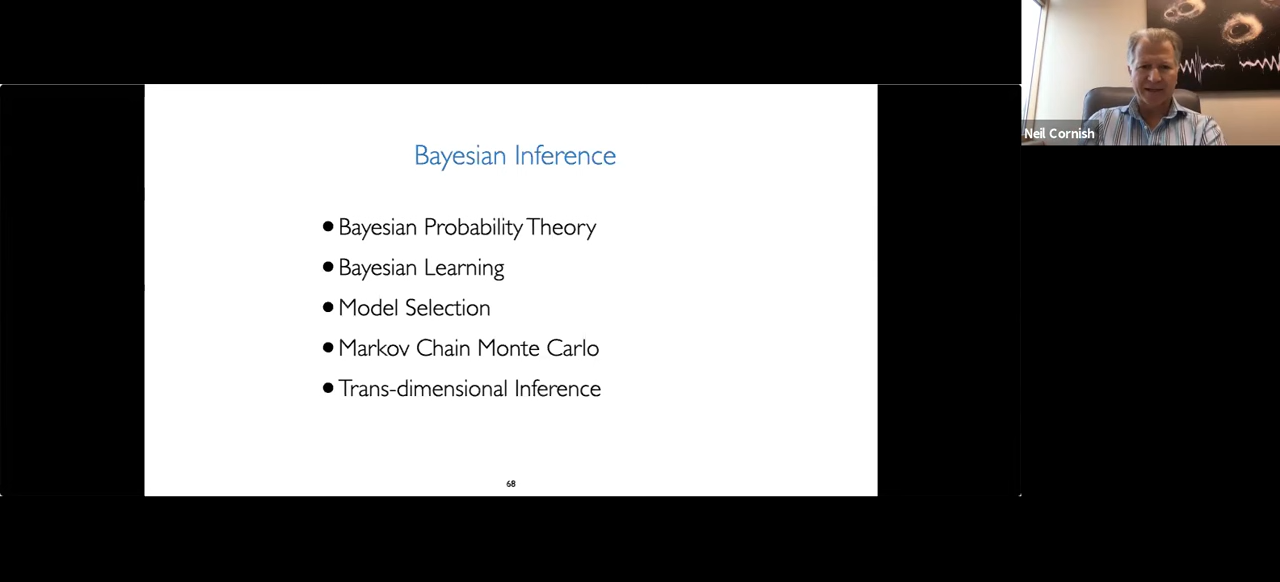 Neil Cornish
Bayesian Inference
● Bayesian Probability Theory
● Bayesian Learning
● Model Selection
● Markov Chain Monte Carlo
● Trans-dimensional Inference
68